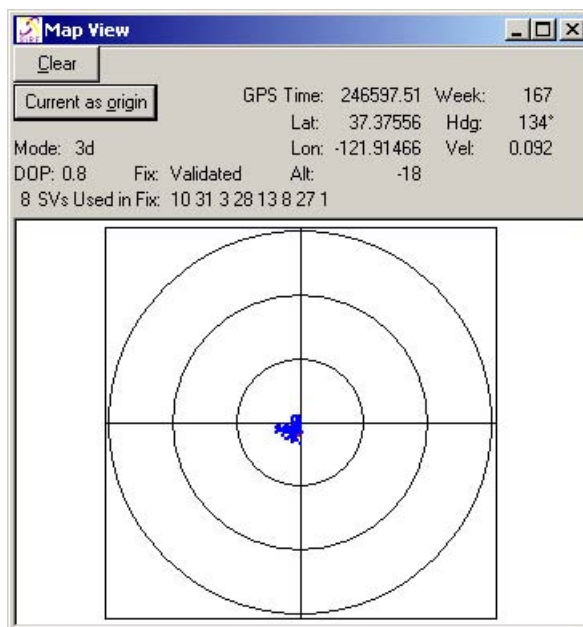 Map View
Clear
Current as origin
GPS Time: 246597.51 Week: 167
Lat: 37.37556 Hdg: 134°
Mode: 3d Lon: -121.91466 Vel: 0.092
DOP: 0.8 Fix: Validated Alt: -18
8 SVs Used in Fix: 10 31 3 28 13 8 27 1